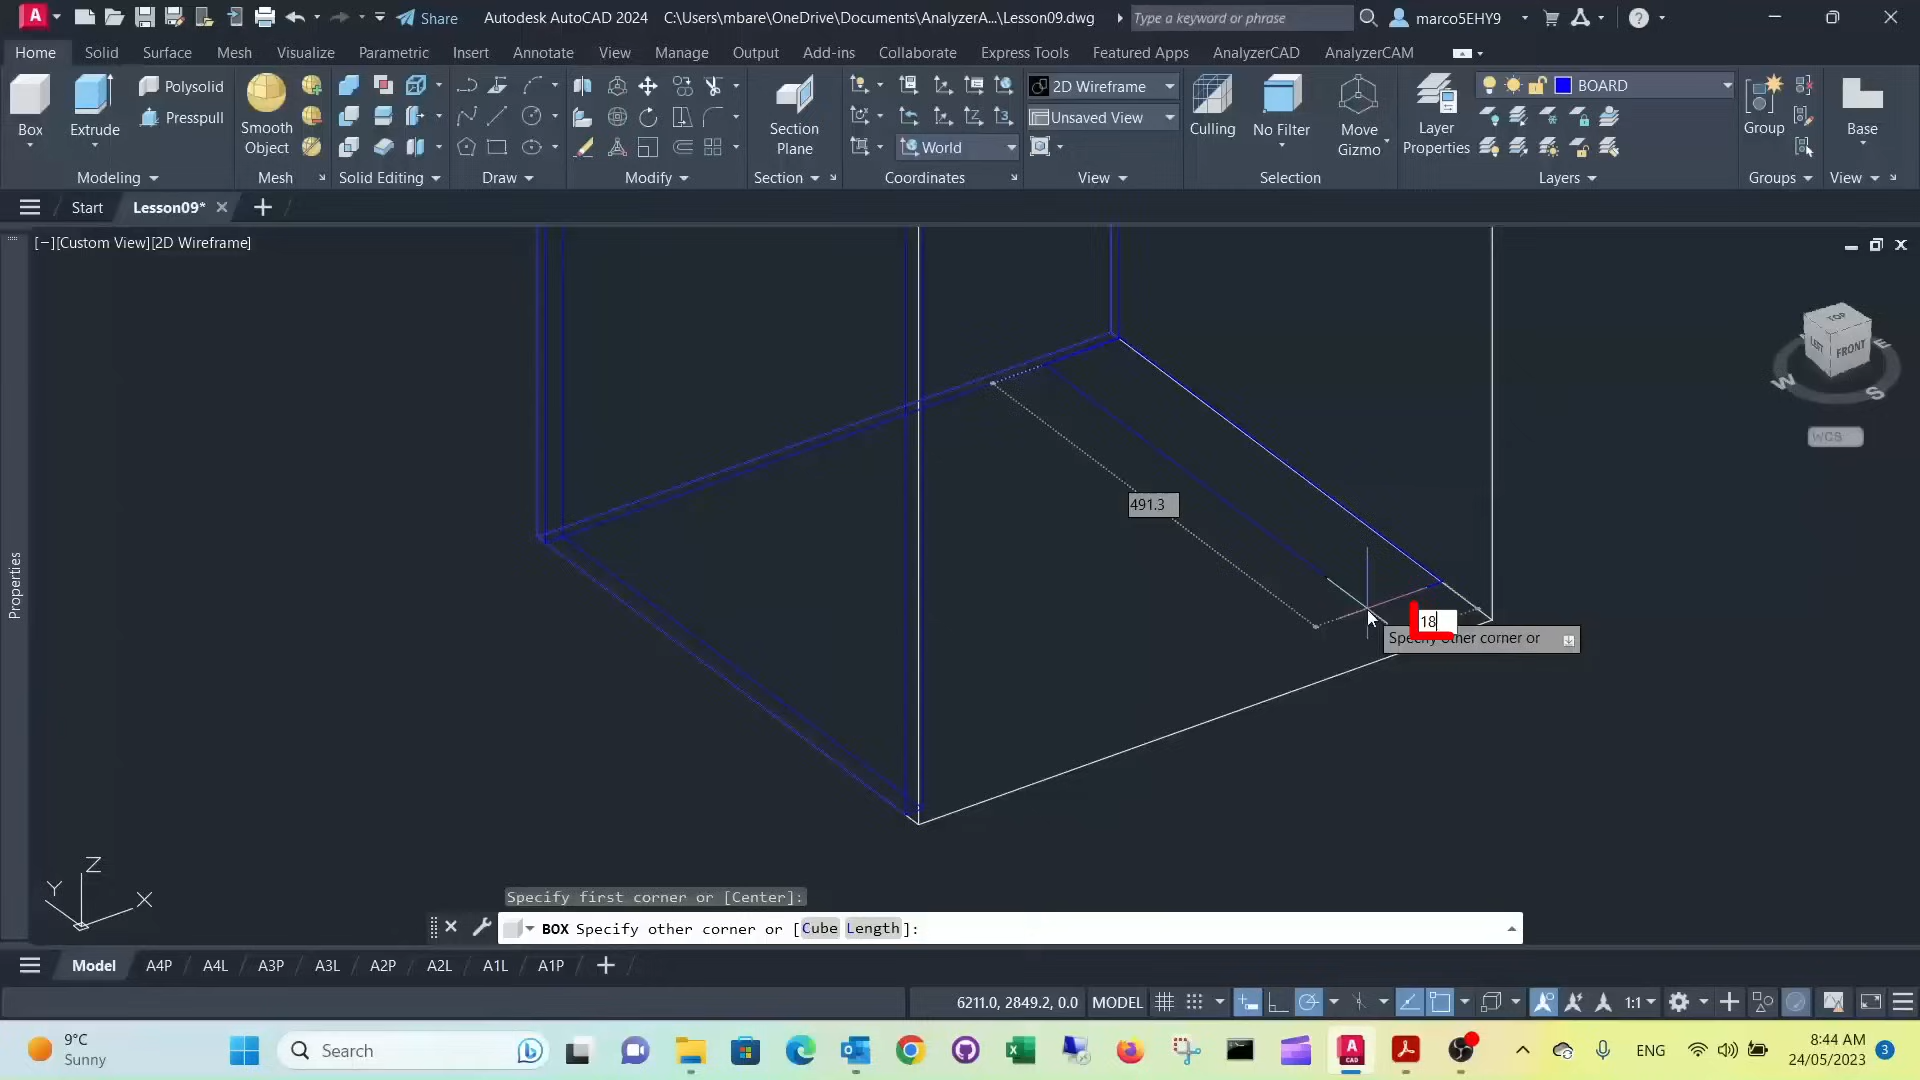 Share
Autodesk AutoCAD 2024
C:\Users\mbare\OneDrive\Documents\AnalyzerA...\Lesson09.dwg
Type a keyword or phrase
marco5EHY9
Home Solid Surface Mesh Visualize Parametric Insert Annotate View Manage Output Add-ins Collaborate Express Tools Featured Apps AnalyzerCAD AnalyzerCAM
Box
Extrude
Polysolid
Presspull
Modeling
Smooth
Object
Mesh
Solid Editing
Draw
Modify
Section
Plane
Section
World
Coordinates
2D Wireframe
Unsaved View
View
Culling
No Filter
Move
Gizmo
Selection
Layer
Properties
BOARD
Layers
Group
Groups
Base
View
Start
Lesson09*
[−][Custom View][2D Wireframe]
TOP
LEFT
FRONT
E
W
S
WCS
Properties
491.3
18
Specify other corner or
Z
Y
X
Specify first corner or [Center]:
BOX Specify other corner or [Cube Length]:
Model A4P A4L A3P A3L A2P A2L A1L A1P
6211.0, 2849.2, 0.0
MODEL
1:1
9°C
Sunny
Search
CAD
ENG
8:44 AM
24/05/2023
3